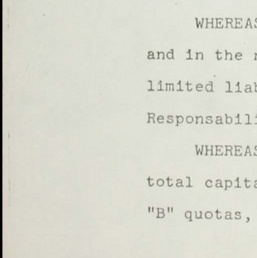 WHEREAS
and in the
limited liab
Responsabili
WHEREAS
total capita
"B" quotas,